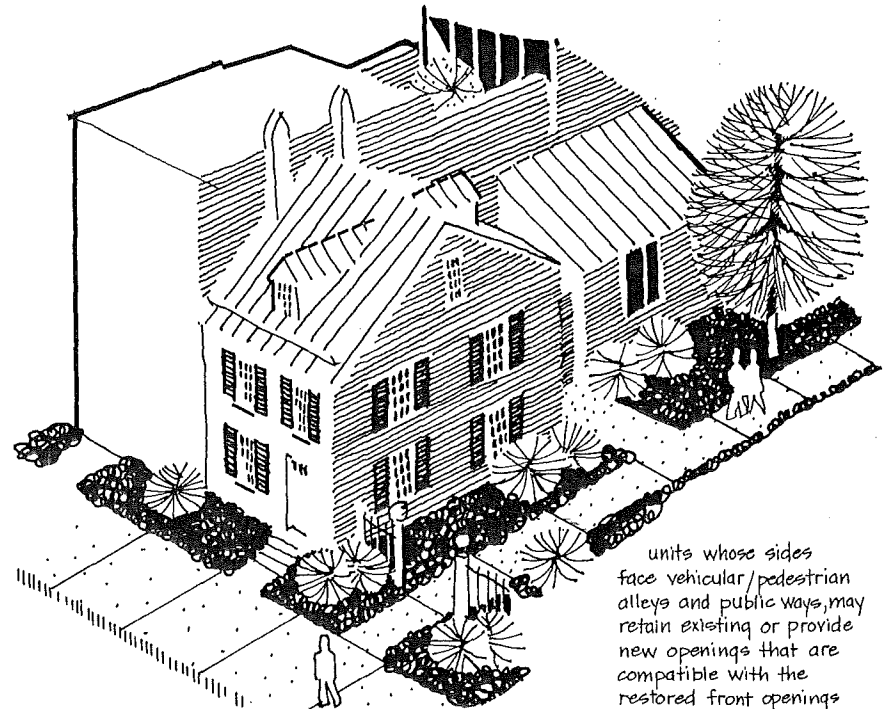 units whose sides
face vehicular/pedestrian
alleys and public ways, may
retain existing or provide
new openings that are
compatible with the
restored front openings